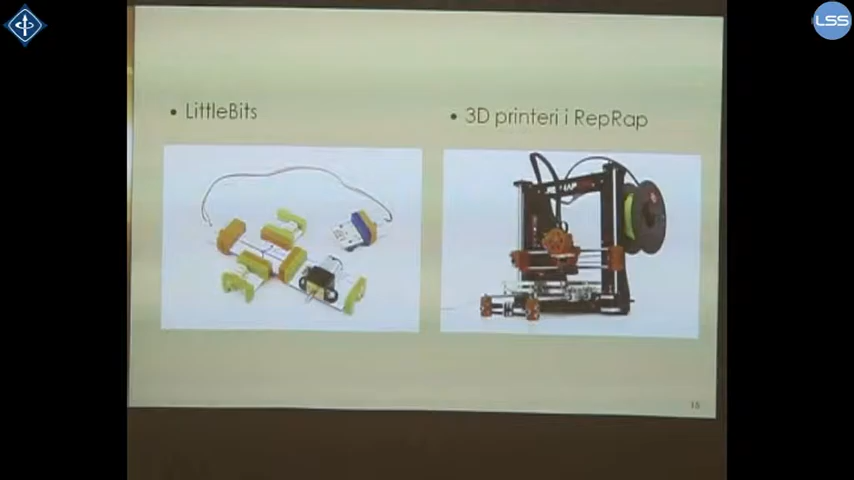 LSS
• LittleBits
• 3D printeri i RepRap
15